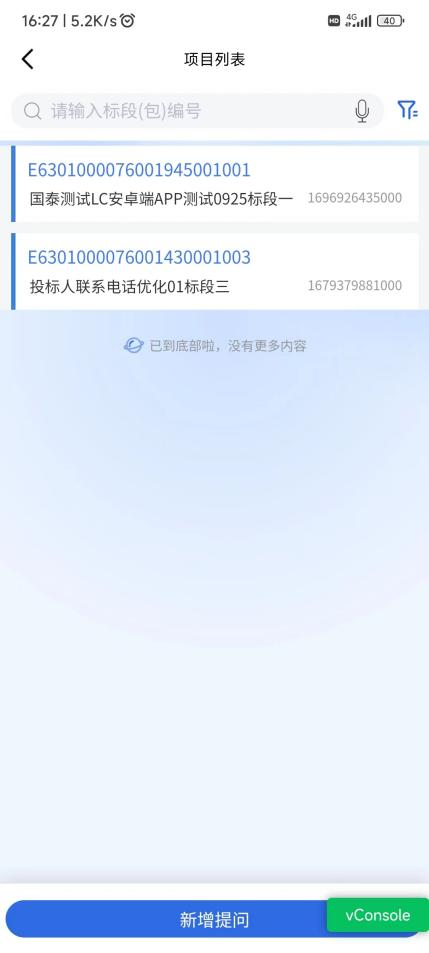 16:27 | 5.2K/s
HD 4G 40
项目列表
请输入标段(包)编号
E6301000076001945001001
国泰测试LC安卓端APP测试0925标段一 1696926435000
E6301000076001430001003
投标人联系电话优化01标段三 1679379881000
已到底部啦，没有更多内容
新增提问
vConsole